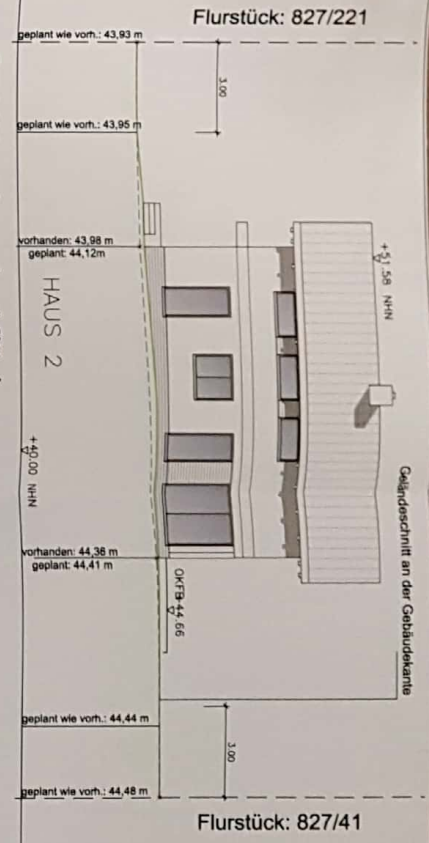 Flurstück: 827/221
geplant wie vorh.: 43,93 m
3.00
geplant wie vorh.: 43,95 m
vorhanden: 43,98 m
geplant: 44,12m
+51.58 NHN
HAUS 2
+40.00 NHN
Geländeschnitt an der Gebäudekante
vorhanden: 44,36 m
geplant: 44,41 m
OKFB 44.66
geplant wie vorh.: 44,44 m
3.00
geplant wie vorh.: 44,48 m
Flurstück: 827/41